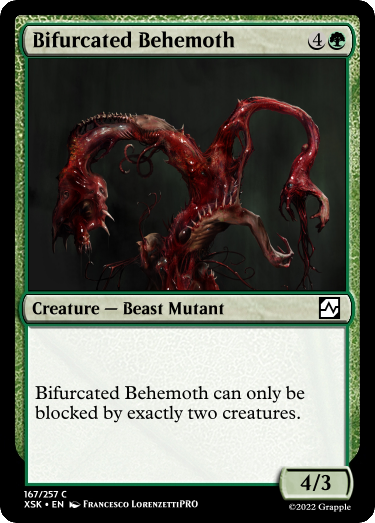 Bifurcated Behemoth 4
Creature — Beast Mutant
Bifurcated Behemoth can only be
blocked by exactly two creatures.
4/3
167/257 C
XSK • EN Francesco LorenzettiPRO
©2022 Grapple